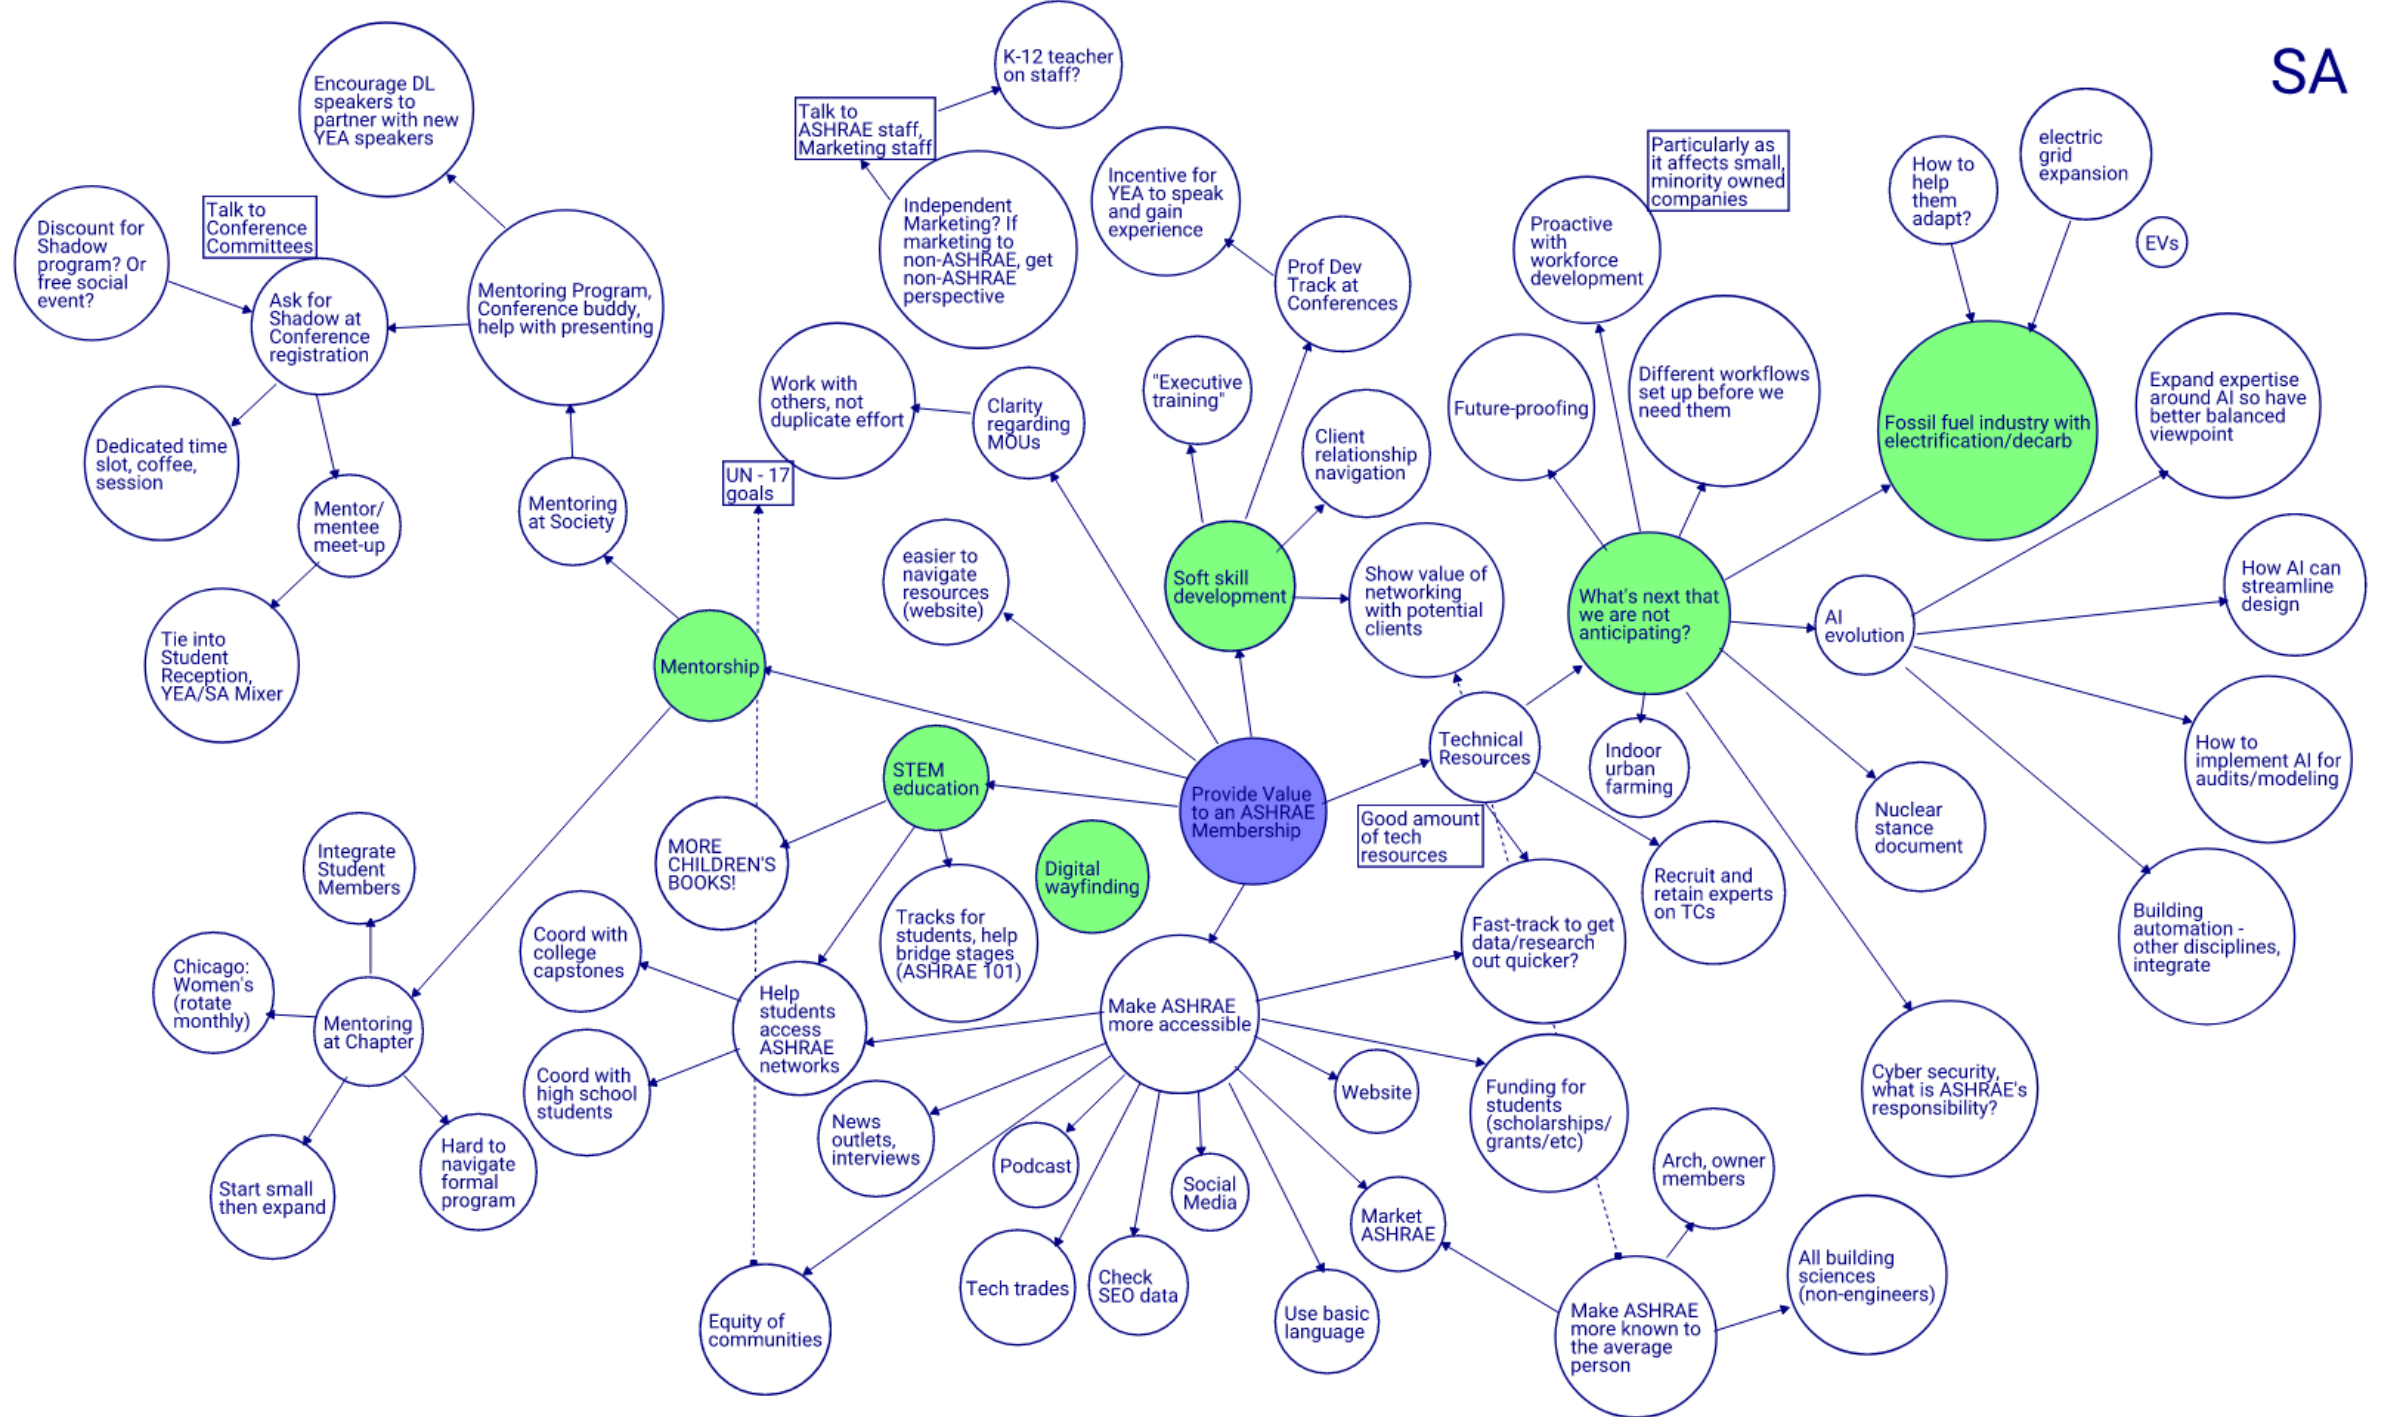 SA
Encourage DL
speakers to
partner with new
YEA speakers
Discount for
Shadow
program? Or
free social
event?
Talk to
Conference
Committees
Ask for
Shadow at
Conference
registration
Mentoring Program,
Conference buddy,
help with presenting
Dedicated time
slot, coffee,
session
Mentor/
mentee
meet-up
Tie into
Student
Reception,
YEA/SA Mixer
Mentoring
at Society
Mentorship
K-12 teacher
on staff?
Talk to
ASHRAE staff,
Marketing staff
Independent
Marketing? If
marketing to
non-ASHRAE, get
non-ASHRAE
perspective
Incentive for
YEA to speak
and gain
experience
Prof Dev
Track at
Conferences
Work with
others, not
duplicate effort
Clarity
regarding
MOUs
"Executive
training"
Client
relationship
navigation
UN - 17
goals
easier to
navigate
resources
(website)
Soft skill
development
Show value of
networking
with potential
clients
Particularly as
it affects small,
minority owned
companies
Proactive
with
workforce
development
How to
help
them
adapt?
electric
grid
expansion
EVs
Future-proofing
Different workflows
set up before we
need them
Fossil fuel industry with
electrification/decarb
Expand expertise
around AI so have
better balanced
viewpoint
What's next that
we are not
anticipating?
AI
evolution
How AI can
streamline
design
How to
implement AI for
audits/modeling
Building
automation -
other disciplines,
integrate
Technical
Resources
Indoor
urban
farming
Nuclear
stance
document
Good amount
of tech
resources
Recruit and
retain experts
on TCs
Fast-track to get
data/research
out quicker?
Cyber security,
what is ASHRAE's
responsibility?
Provide Value
to an ASHRAE
Membership
STEM
education
Digital
wayfinding
MORE
CHILDREN'S
BOOKS!
Tracks for
students, help
bridge stages
(ASHRAE 101)
Integrate
Student
Members
Chicago:
Women's
(rotate
monthly)
Mentoring
at Chapter
Start small
then expand
Hard to
navigate
formal
program
Coord with
college
capstones
Coord with
high school
students
Help
students
access
ASHRAE
networks
Make ASHRAE
more accessible
News
outlets,
interviews
Podcast
Social
Media
Website
Funding for
students
(scholarships/
grants/etc)
Market
ASHRAE
Arch, owner
members
All building
sciences
(non-engineers)
Equity of
communities
Tech trades
Check
SEO data
Use basic
language
Make ASHRAE
more known to
the average
person